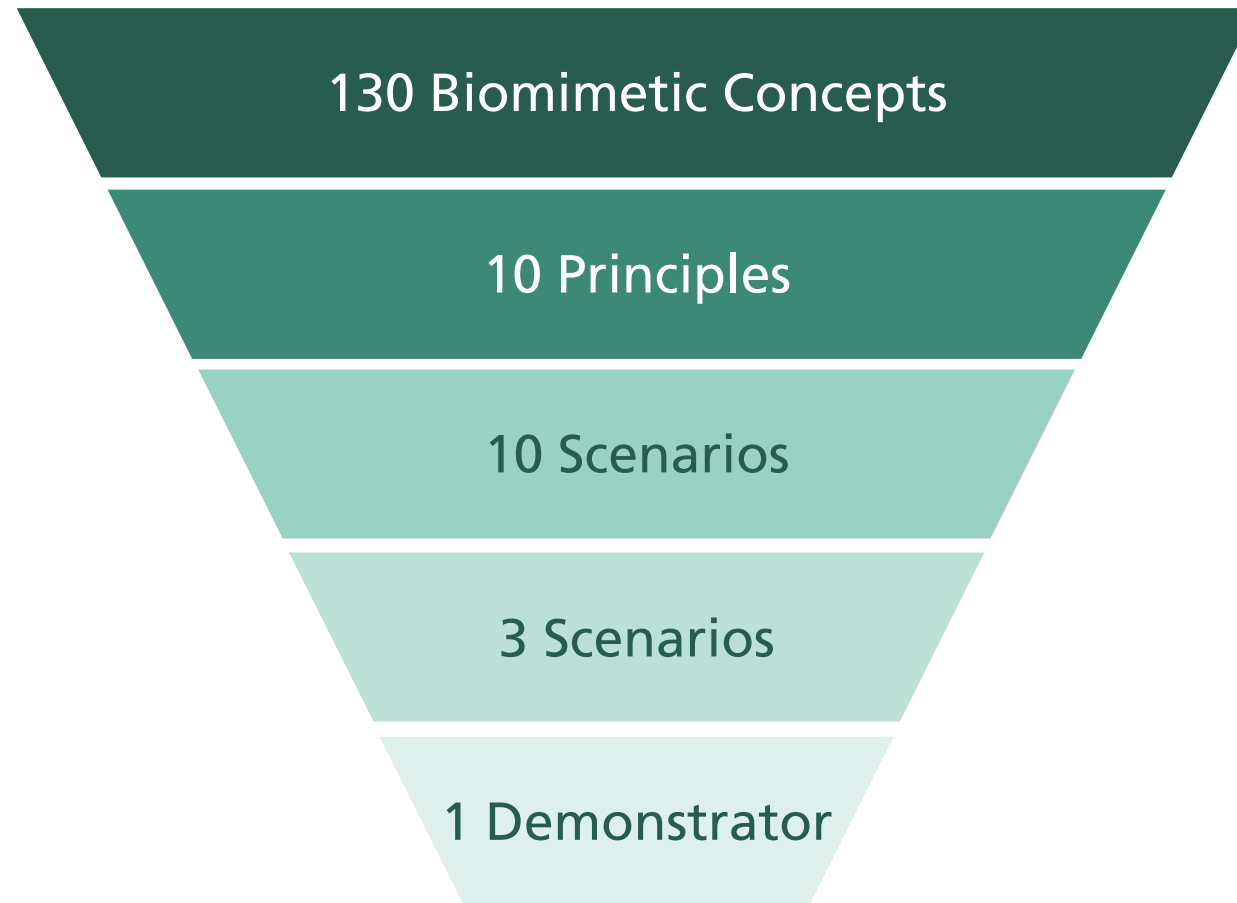 130 Biomimetic Concepts
10 Principles
10 Scenarios
3 Scenarios
1 Demonstrator